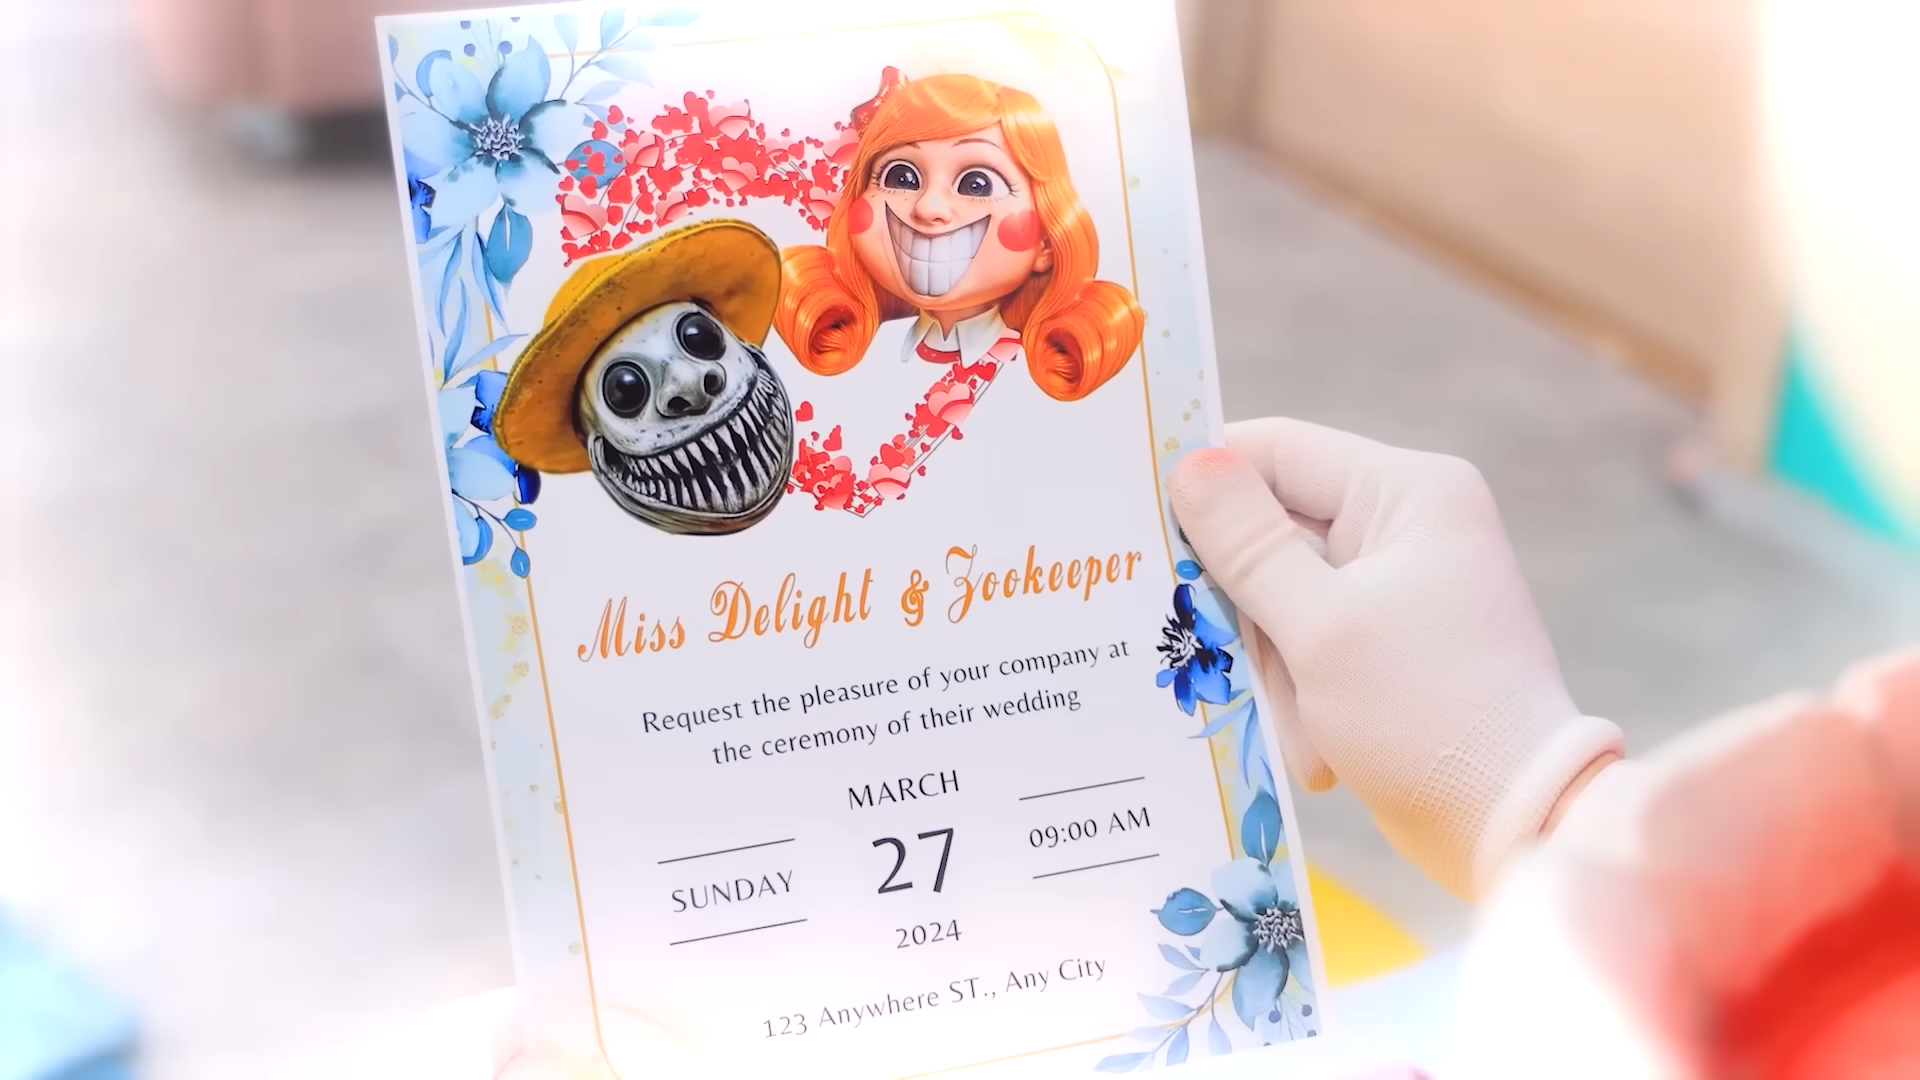 Miss Delight & Zookeeper
Request the pleasure of your company at
the ceremony of their wedding
MARCH
SUNDAY
27
09:00 AM
2024
123 Anywhere ST., Any City